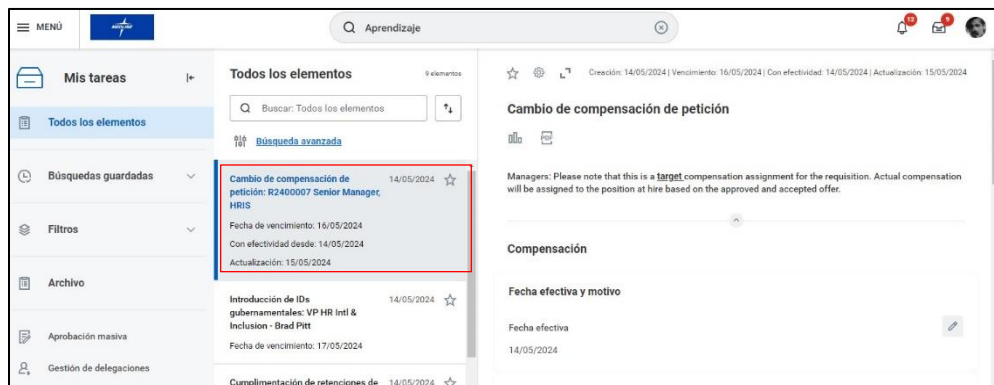 MENÚ
Aprendizaje
12
9
Mis tareas
Todos los elementos
Búsquedas guardadas
Filtros
Archivo
Aprobación masiva
Gestión de delegaciones
Todos los elementos
9 elementos
Buscar: Todos los elementos
Búsqueda avanzada
Cambio de compensación de
14/05/2024
petición: R2400007 Senior Manager,
HRIS
Fecha de vencimiento: 16/05/2024
Con efectividad desde: 14/05/2024
Actualización: 15/05/2024
Introducción de IDs
14/05/2024
gubernamentales: VP HR Intl &
Inclusion - Brad Pitt
Fecha de vencimiento: 17/05/2024
Cumplimentación de retenciones de
14/05/2024
Creación: 14/05/2024 | Vencimiento: 16/05/2024 | Con efectividad: 14/05/2024 | Actualización: 15/05/2024
Cambio de compensación de petición
PDF
Managers: Please note that this is a target compensation assignment for the requisition. Actual compensation
will be assigned to the position at hire based on the approved and accepted offer.
Compensación
Fecha efectiva y motivo
Fecha efectiva
14/05/2024